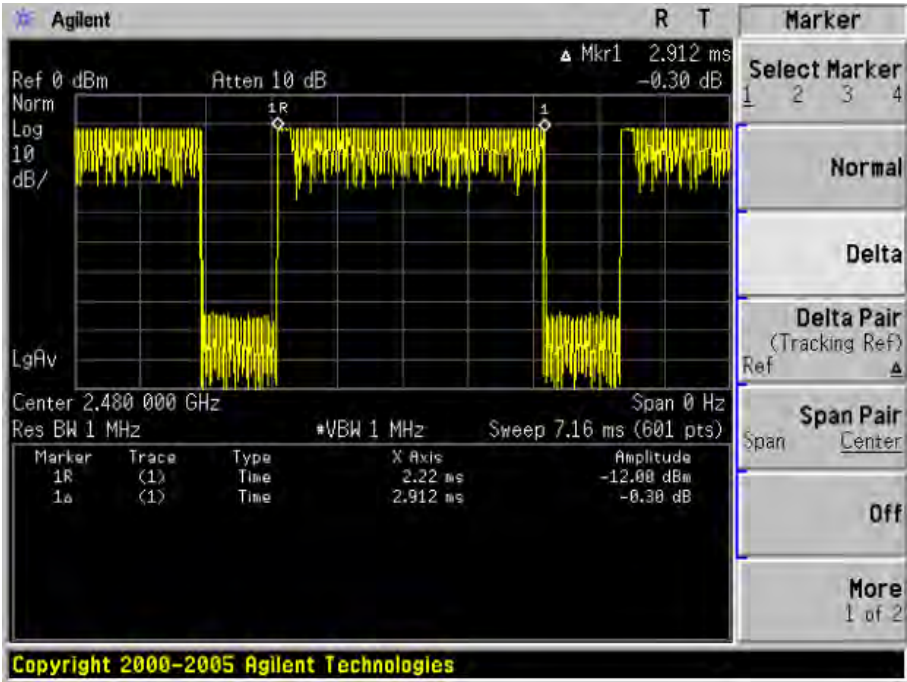 Agilent R T
Δ Mkr1 2.912 ms
Ref 0 dBm Atten 10 dB -0.30 dB
Norm
Log
10
dB/
1R 1
LgAv
Center 2.480 000 GHz Span 0 Hz
Res BW 1 MHz #VBW 1 MHz Sweep 7.16 ms (601 pts)
Marker Trace Type X Axis Amplitude
1R (1) Time 2.22 ms -12.08 dBm
1Δ (1) Time 2.912 ms -0.30 dB
Copyright 2000-2005 Agilent Technologies
Marker
Select Marker
1 2 3 4
Normal
Delta
Delta Pair
(Tracking Ref)
Ref Δ
Span Pair
Span Center
Off
More
1 of 2